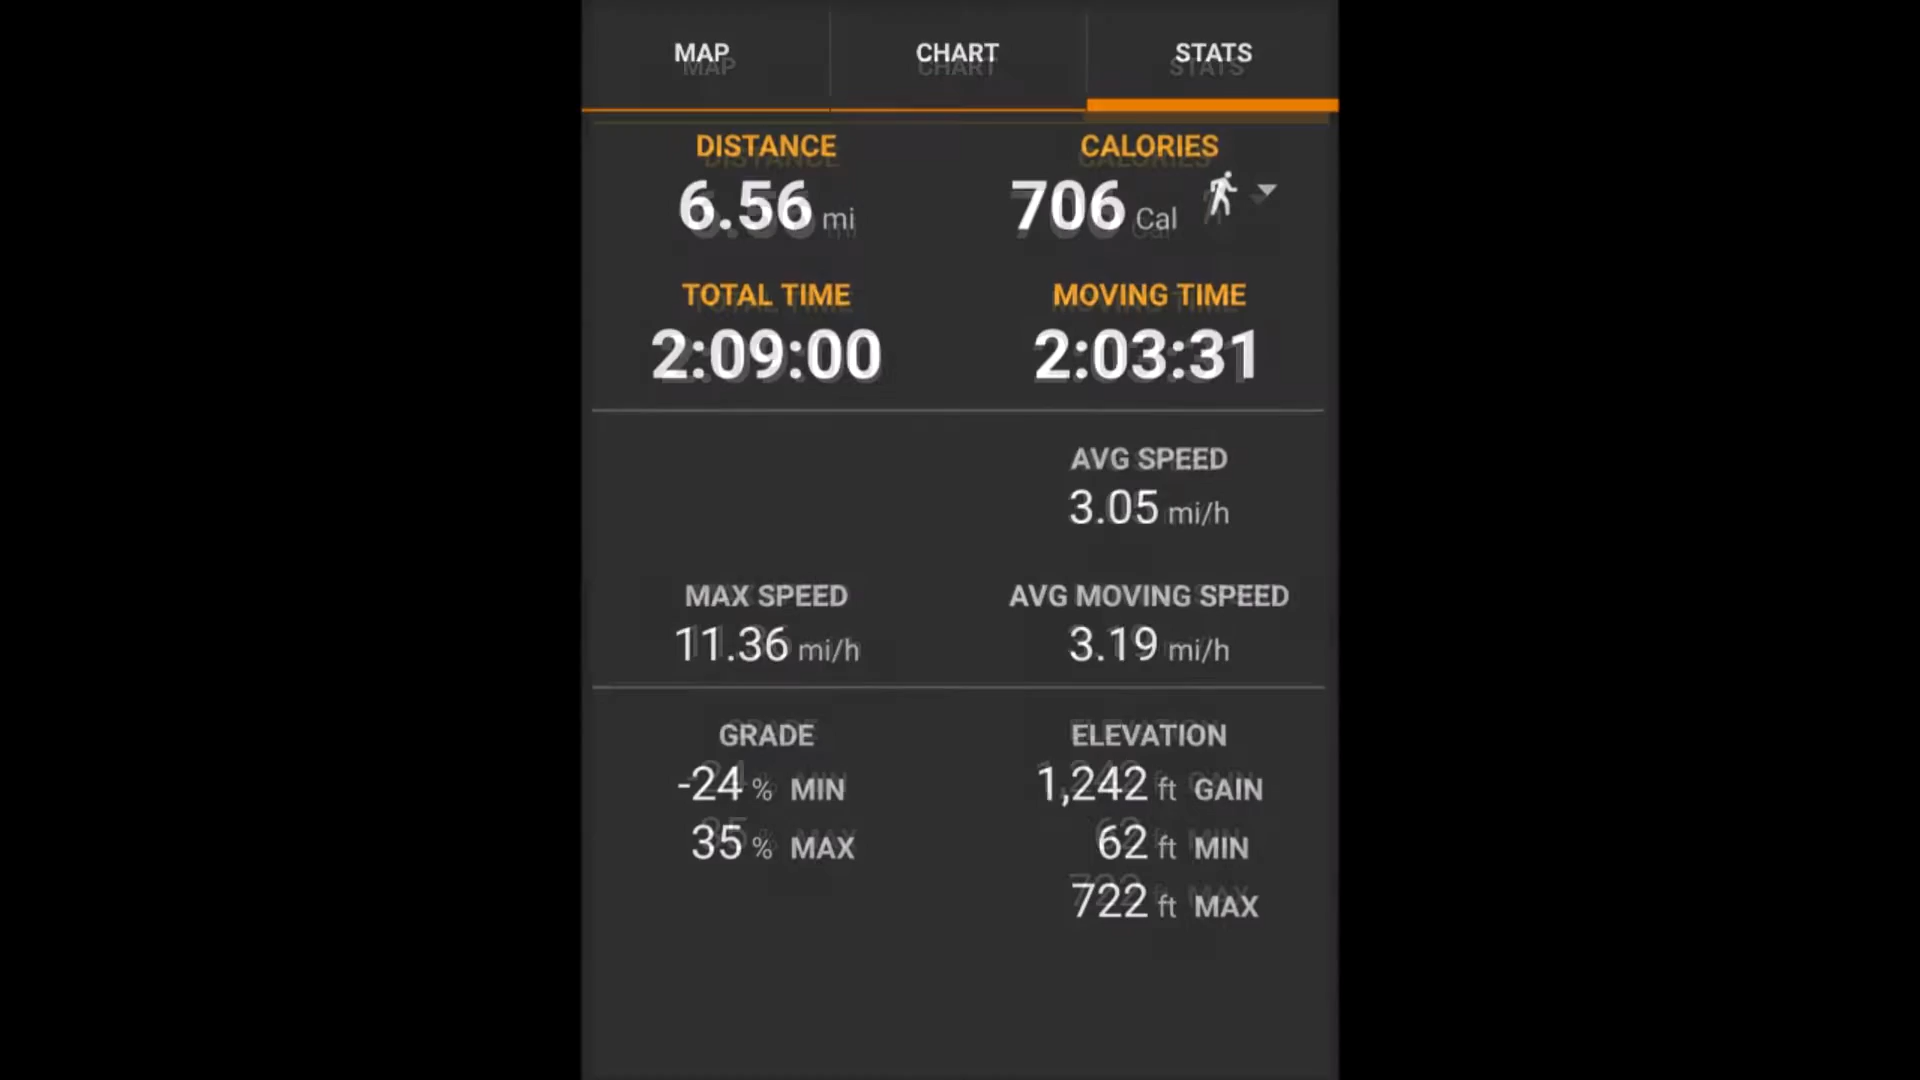 MAP CHART STATS
DISTANCE CALORIES
6.56 mi 706 Cal
TOTAL TIME MOVING TIME
2:09:00 2:03:31
AVG SPEED
3.05 mi/h
MAX SPEED AVG MOVING SPEED
11.36 mi/h 3.19 mi/h
GRADE ELEVATION
-24 % MIN 1,242 ft GAIN
35 % MAX 62 ft MIN
722 ft MAX